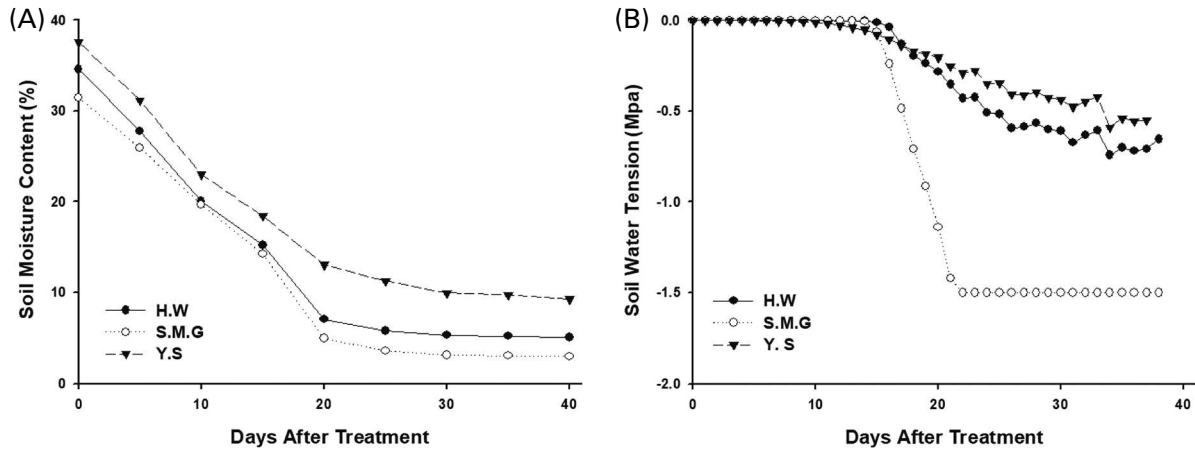 (A)
40
30
20
10
0
Soil Moisture Content (%)
H.W
S.M.G
Y.S
0 10 20 30 40
Days After Treatment
(B)
0.0
-0.5
-1.0
-1.5
-2.0
Soil Water Tension (Mpa)
H.W
S.M.G
Y. S
0 10 20 30 40
Days After Treatment